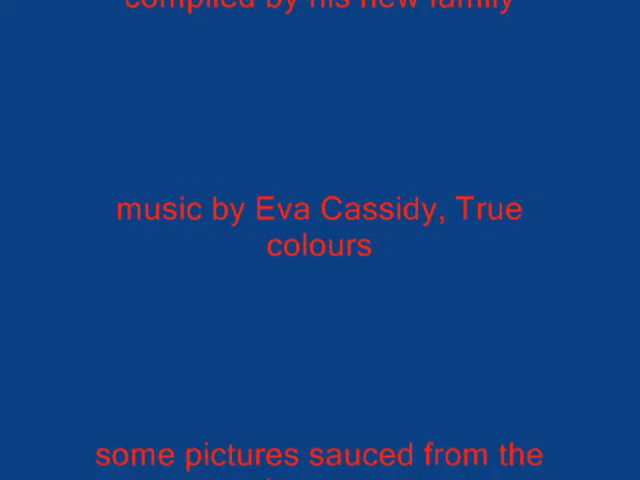 compiled by his new family
music by Eva Cassidy, True
colours
some pictures sauced from the